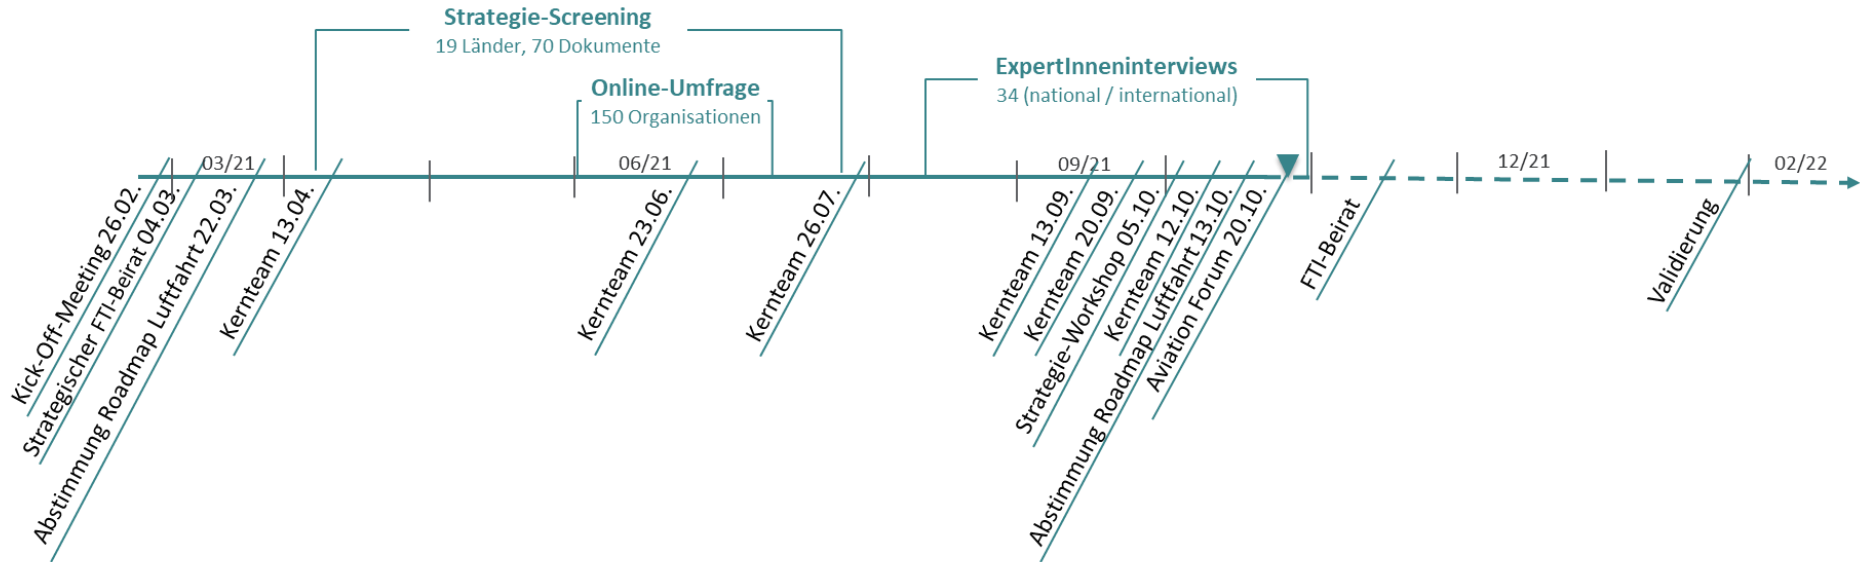 Strategie-Screening
19 Länder, 70 Dokumente
Online-Umfrage
150 Organisationen
ExpertInneninterviews
34 (national / international)
03/21
06/21
09/21
12/21
02/22
Kick-Off-Meeting 26.02.
Strategischer FTI-Beirat 04.03.
Abstimmung Roadmap Luftfahrt 22.03.
Kernteam 13.04.
Kernteam 23.06.
Kernteam 26.07.
Kernteam 13.09.
Kernteam 20.09.
Strategie-Workshop 05.10.
Kernteam 12.10.
Abstimmung Roadmap Luftfahrt 13.10.
Aviation Forum 20.10.
FTI-Beirat
Validierung